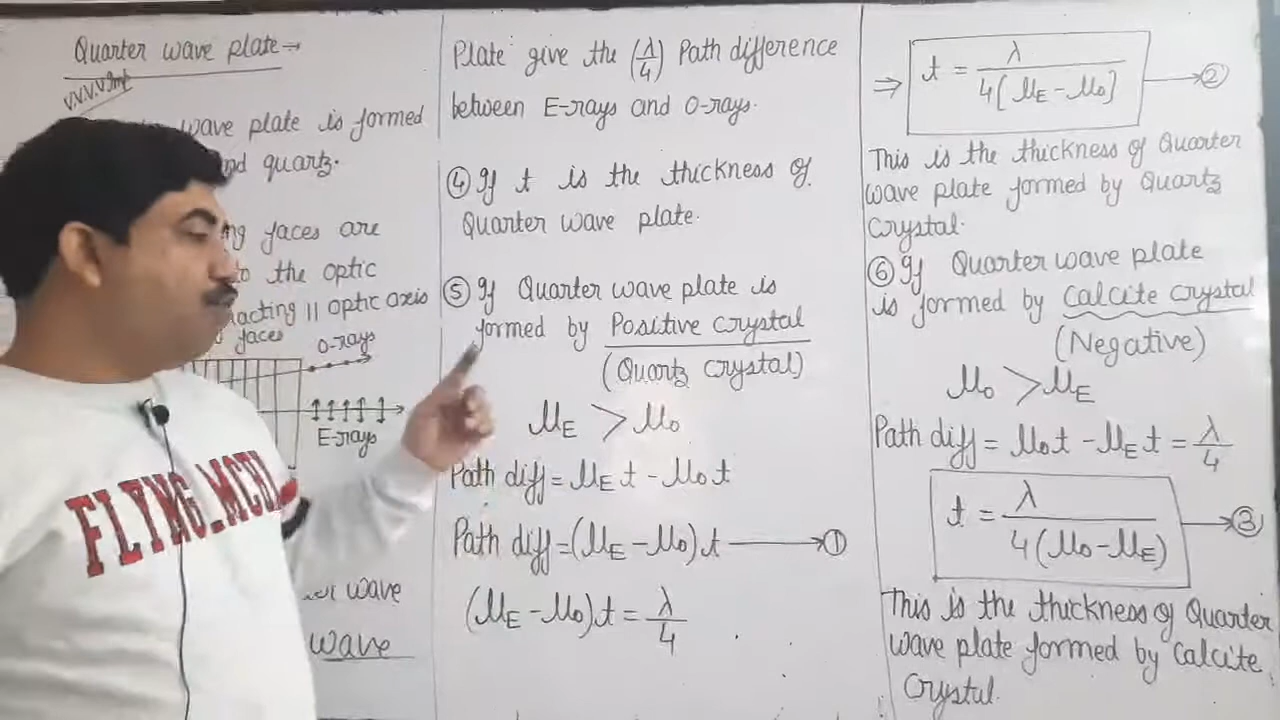 Quarter wave plate→
V.V.V.Imp
wave plate is formed
quartz.
faces are
to the optic
acting || optic axis
faces
O-rays
E-rays
wave
wave
FLYNG_MCH
Plate give the (λ/4) Path difference
between E-rays and O-rays.
④ If t is the thickness of
Quarter wave plate.
⑤ If Quarter wave plate is
formed by Positive crystal
(Quartz crystal)
μE > μo
Path diff = μE t - μo t
Path diff = (μE - μo) t → ①
(μE - μo) t = λ/4
⇒ t = λ/4[μE - μo] → ②
This is the thickness of Quarter
wave plate formed by Quartz
Crystal.
⑥ If Quarter wave plate
is formed by Calcite crystal
(Negative)
μo > μE
Path diff = μo t - μE t = λ/4
t = λ/4(μo - μE) → ③
This is the thickness of Quarter
wave plate formed by Calcite
Crystal.